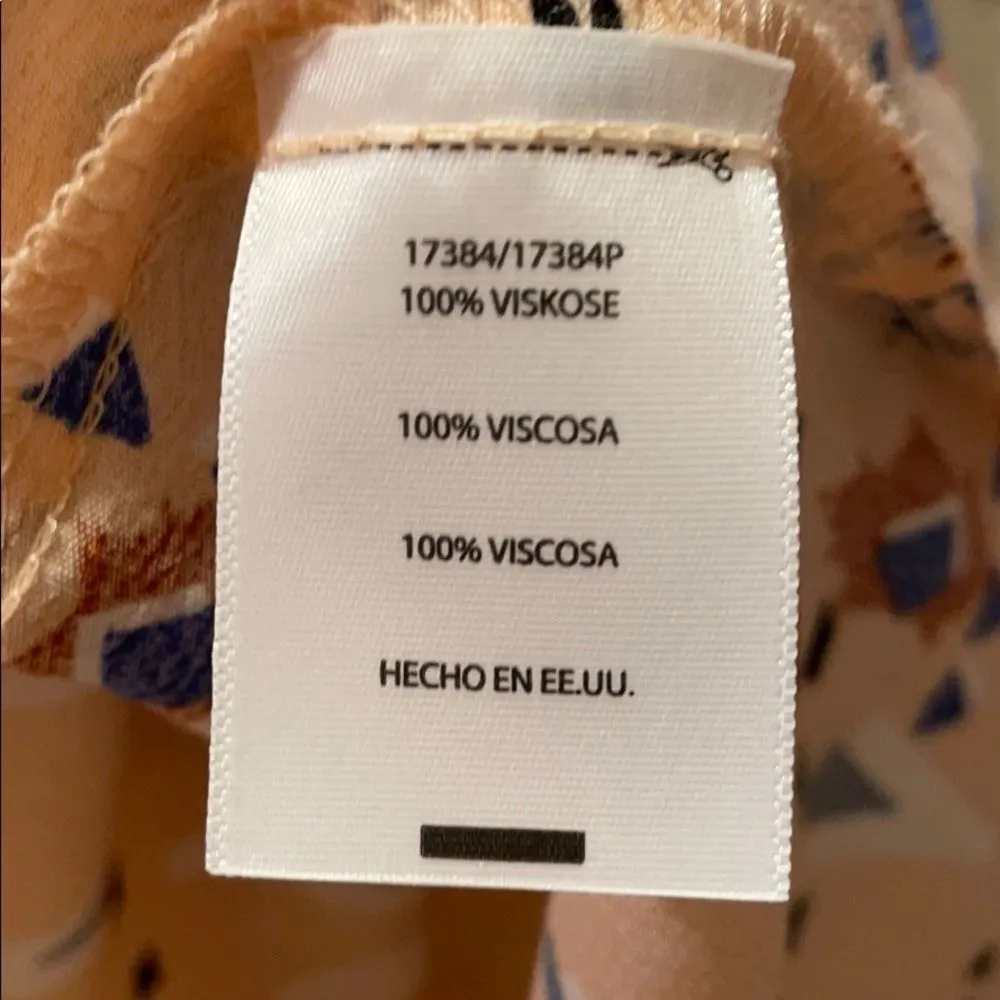 17384/17384P
100% VISKOSE
100% VISCOSA
100% VISCOSA
HECHO EN EE.UU.